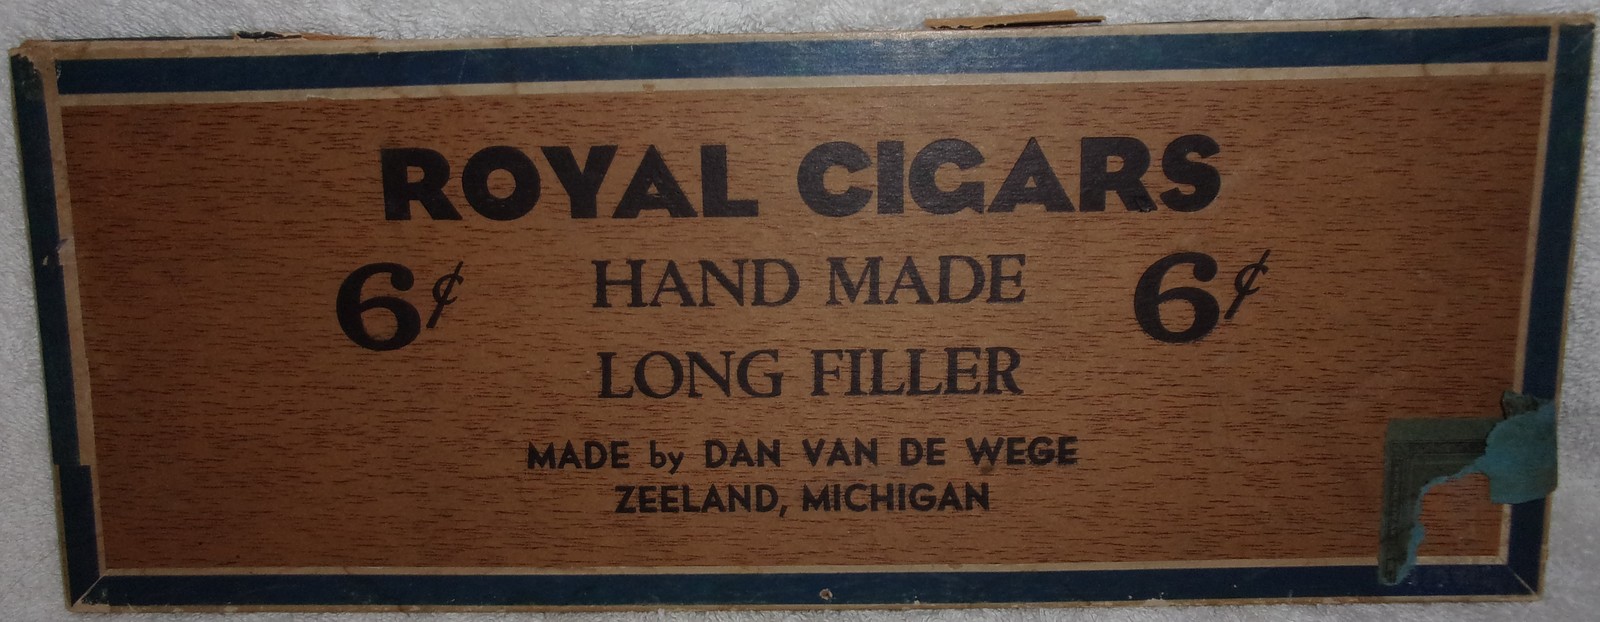 ROYAL CIGARS
6¢ HAND MADE 6¢
LONG FILLER
MADE by DAN VAN DE WEGE
ZEELAND, MICHIGAN